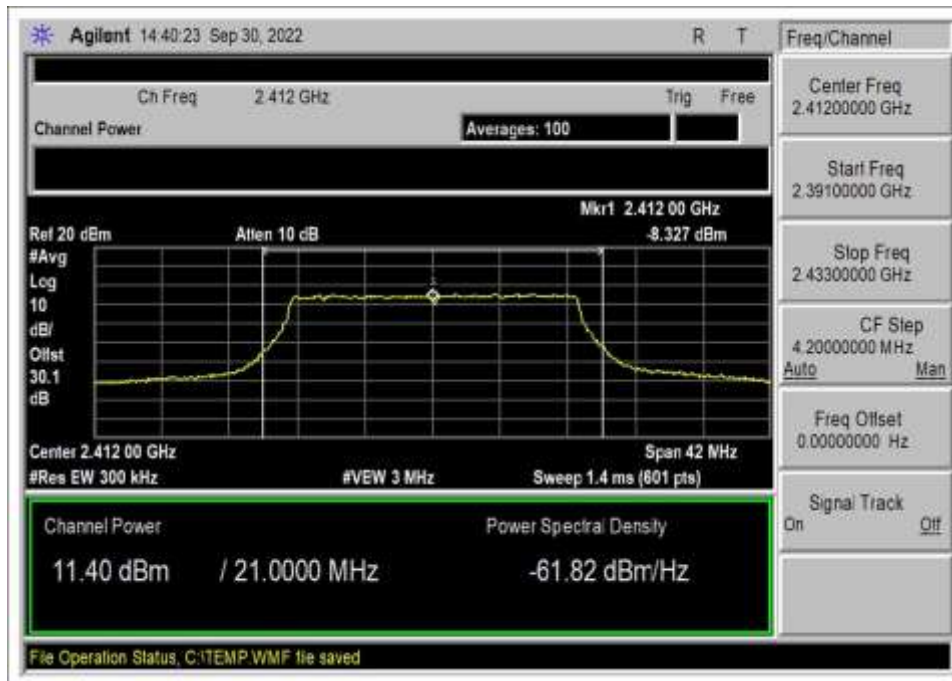 Agilent 14:40:23 Sep 30, 2022 R T
Freq/Channel
Ch Freq 2.412 GHz Trig Free
Channel Power Averages: 100
Center Freq
2.41200000 GHz
Start Freq
2.39100000 GHz
Stop Freq
2.43300000 GHz
CF Step
4.20000000 MHz
Auto Man
Freq Offset
0.00000000 Hz
Signal Track
On Off
Mkr1 2.412 00 GHz
Ref 20 dBm Atten 10 dB -8.327 dBm
#Avg
Log
10
dB/
Offst
30.1
dB
1
Center 2.412 00 GHz Span 42 MHz
#Res BW 300 kHz #VBW 3 MHz Sweep 1.4 ms (601 pts)
Channel Power Power Spectral Density
11.40 dBm / 21.0000 MHz -61.82 dBm/Hz
File Operation Status, C:\TEMP.WMF file saved